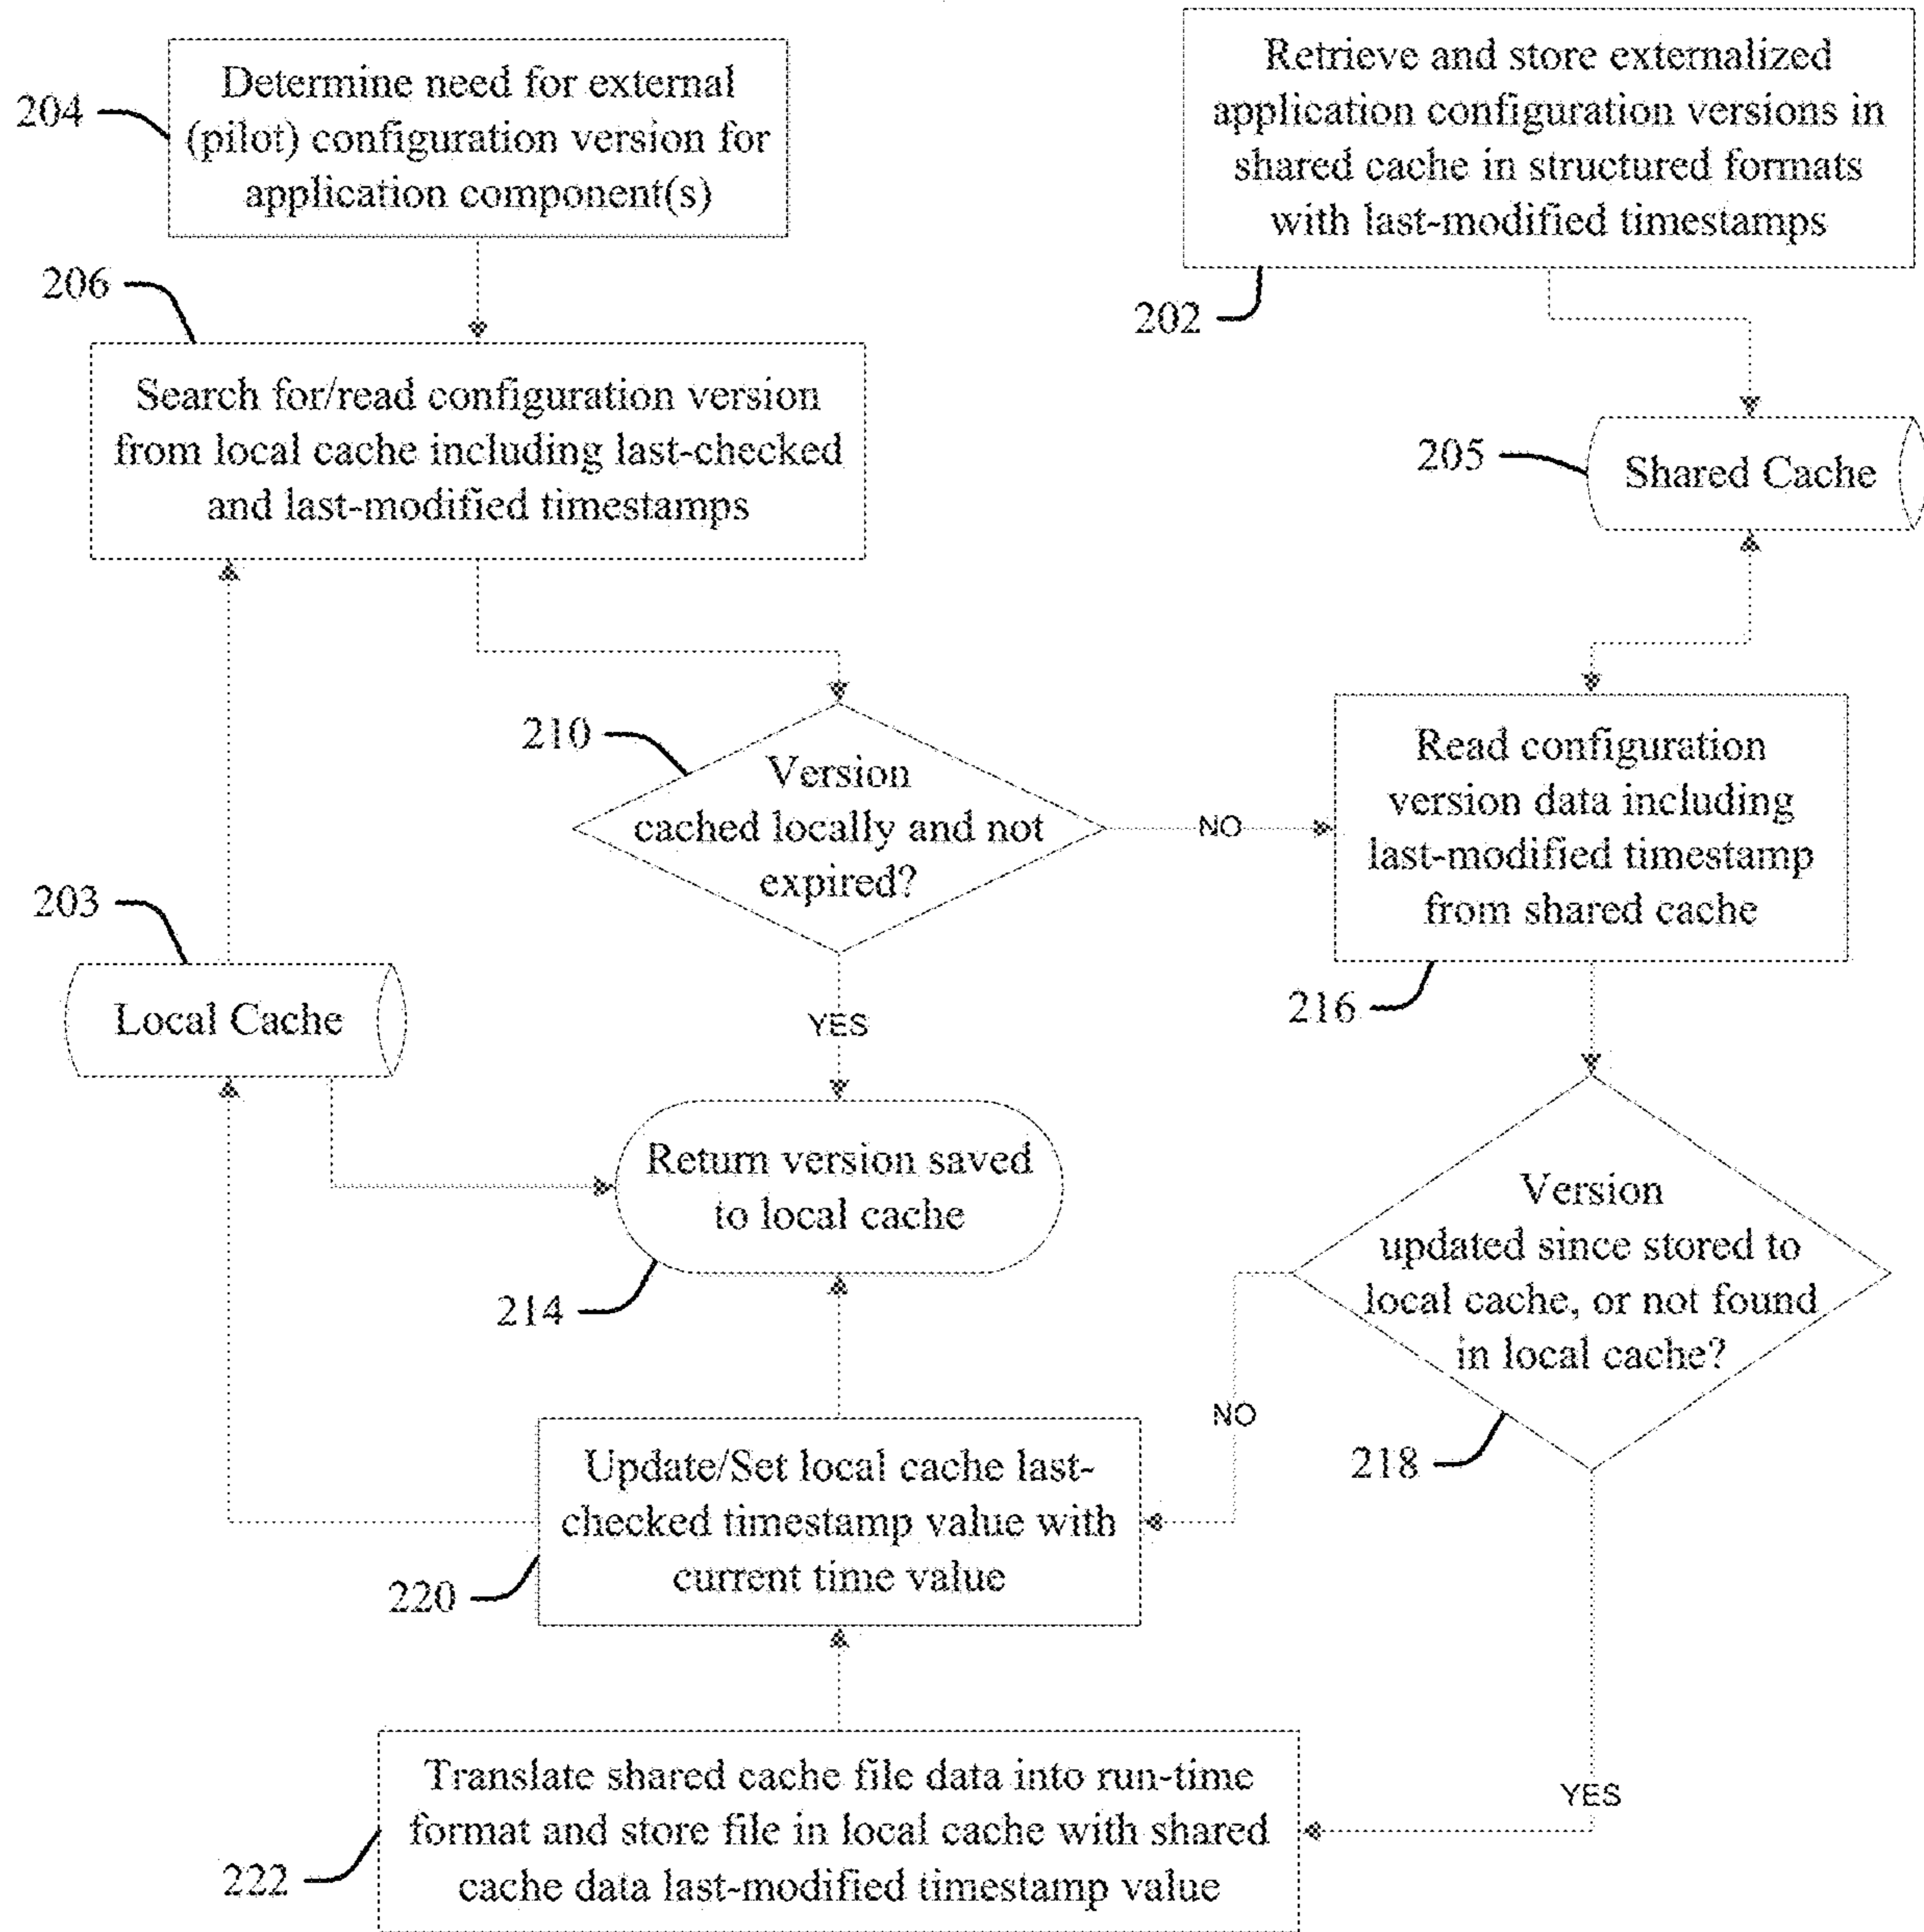 204
Determine need for external
(pilot) configuration version for
application component(s)
Retrieve and store externalized
application configuration versions in
shared cache in structured formats
with last-modified timestamps
202
206
Search for/read configuration version
from local cache including last-checked
and last-modified timestamps
205
Shared Cache
210
Version
cached locally and not
expired?
NO
Read configuration
version data including
last-modified timestamp
from shared cache
216
203
Local Cache
YES
Return version saved
to local cache
214
Version
updated since stored to
local cache, or not found
in local cache?
218
NO
Update/Set local cache last-
checked timestamp value with
current time value
220
YES
Translate shared cache file data into run-time
format and store file in local cache with shared
cache data last-modified timestamp value
222